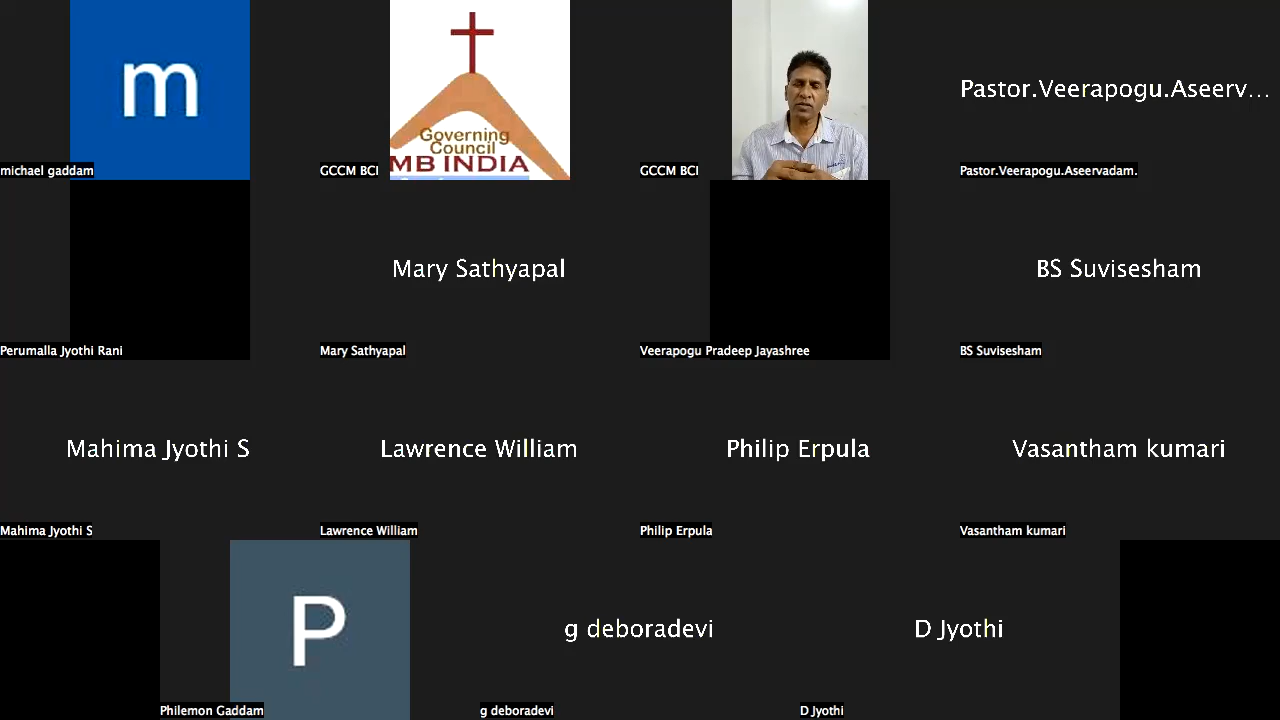 m
michael gaddam
Governing
Council
MB INDIA
GCCM BCI
GCCM BCI
Pastor.Veerapogu.Aseerv...
Pastor.Veerapogu.Aseervadam.
Perumalla Jyothi Rani
Mary Sathyapal
Mary Sathyapal
Veerapogu Pradeep Jayashree
BS Suvisesham
BS Suvisesham
Mahima Jyothi S
Mahima Jyothi S
Lawrence William
Lawrence William
Philip Erpula
Philip Erpula
Vasantham kumari
Vasantham kumari
P
Philemon Gaddam
g deboradevi
g deboradevi
D Jyothi
D Jyothi